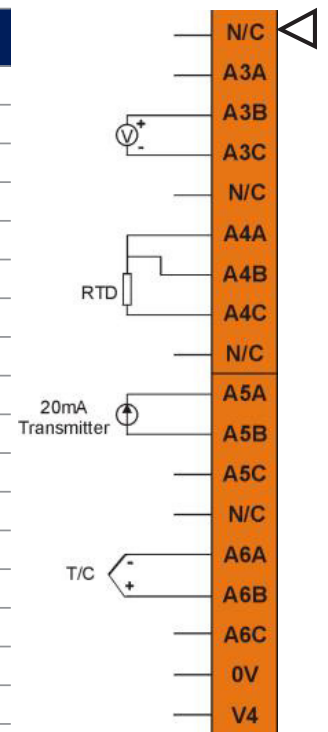 N/C
A3A
A3B
V
+
-
A3C
N/C
A4A
A4B
RTD
A4C
N/C
A5A
20mA
Transmitter
A5B
A5C
N/C
A6A
-
T/C
+
A6B
A6C
0V
V4